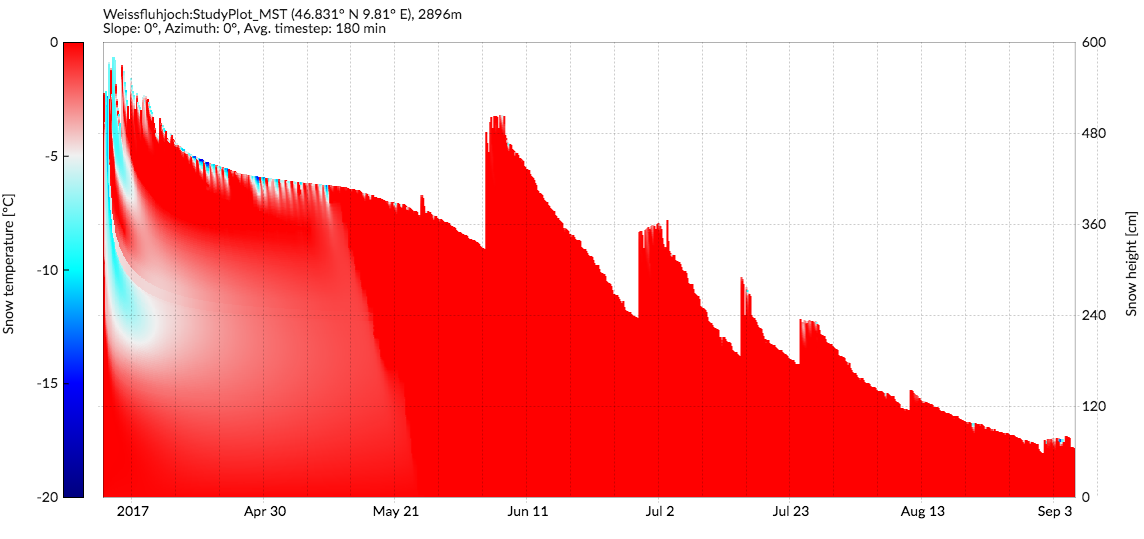 Weissfluhjoch:StudyPlot_MST (46.831° N 9.81° E), 2896m
Slope: 0°, Azimuth: 0°, Avg. timestep: 180 min
0
-5
-10
-15
-20
Snow temperature [°C]
600
480
360
240
120
0
Snow height [cm]
2017
Apr 30
May 21
Jun 11
Jul 2
Jul 23
Aug 13
Sep 3